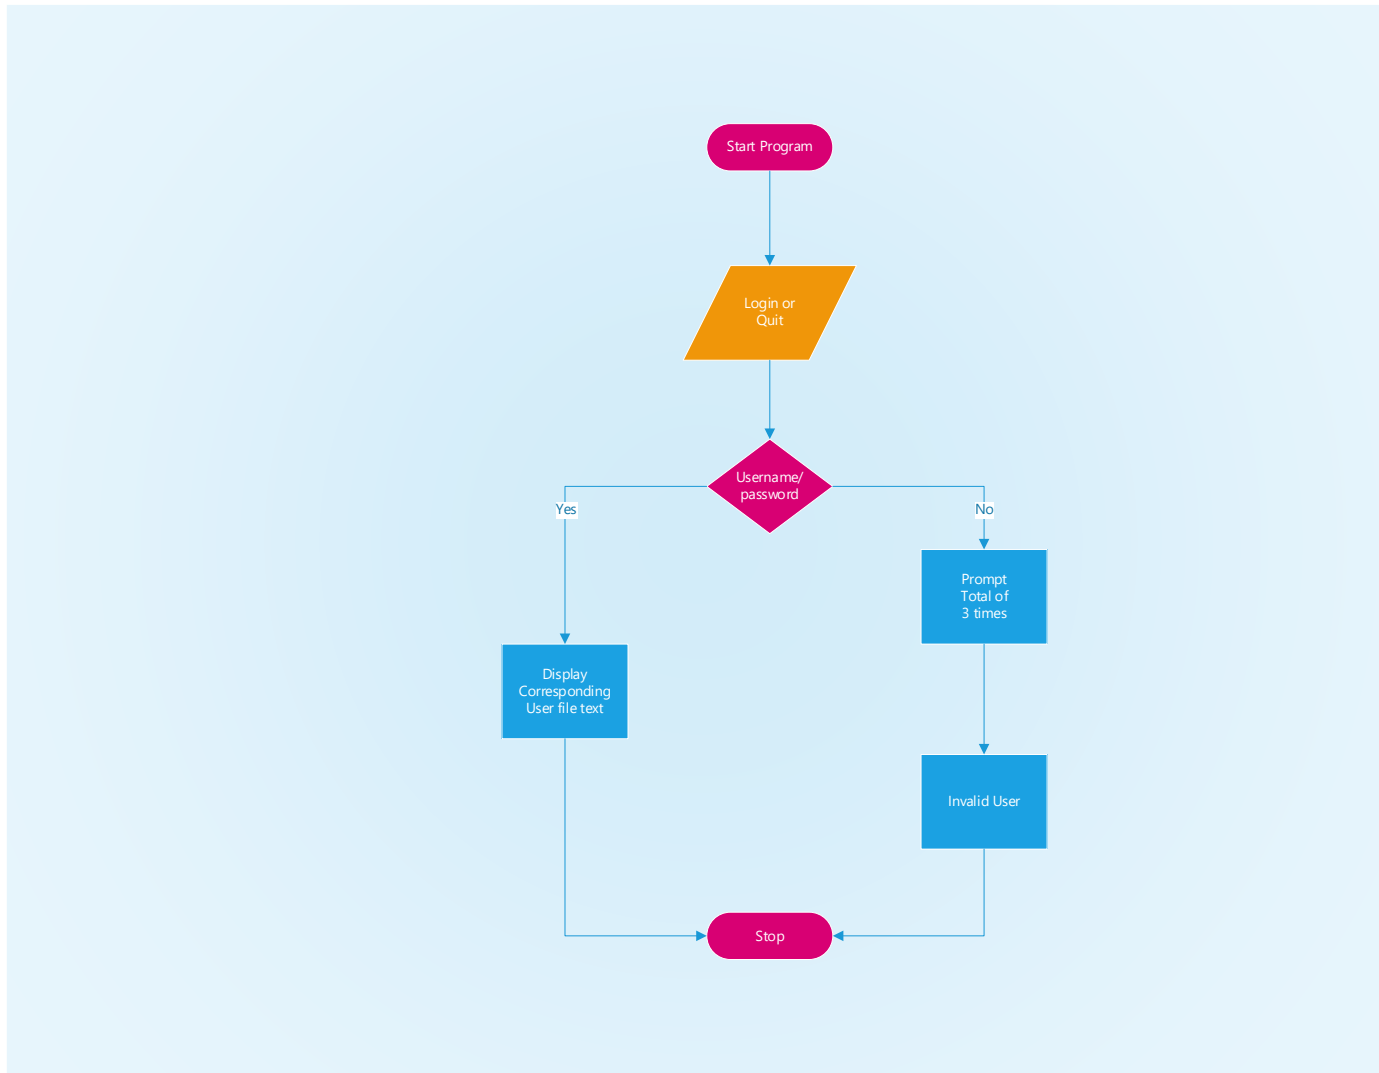 Start Program
Login or
Quit
Username/
password
Yes
No
Prompt
Total of
3 times
Display
Corresponding
User file text
Invalid User
Stop